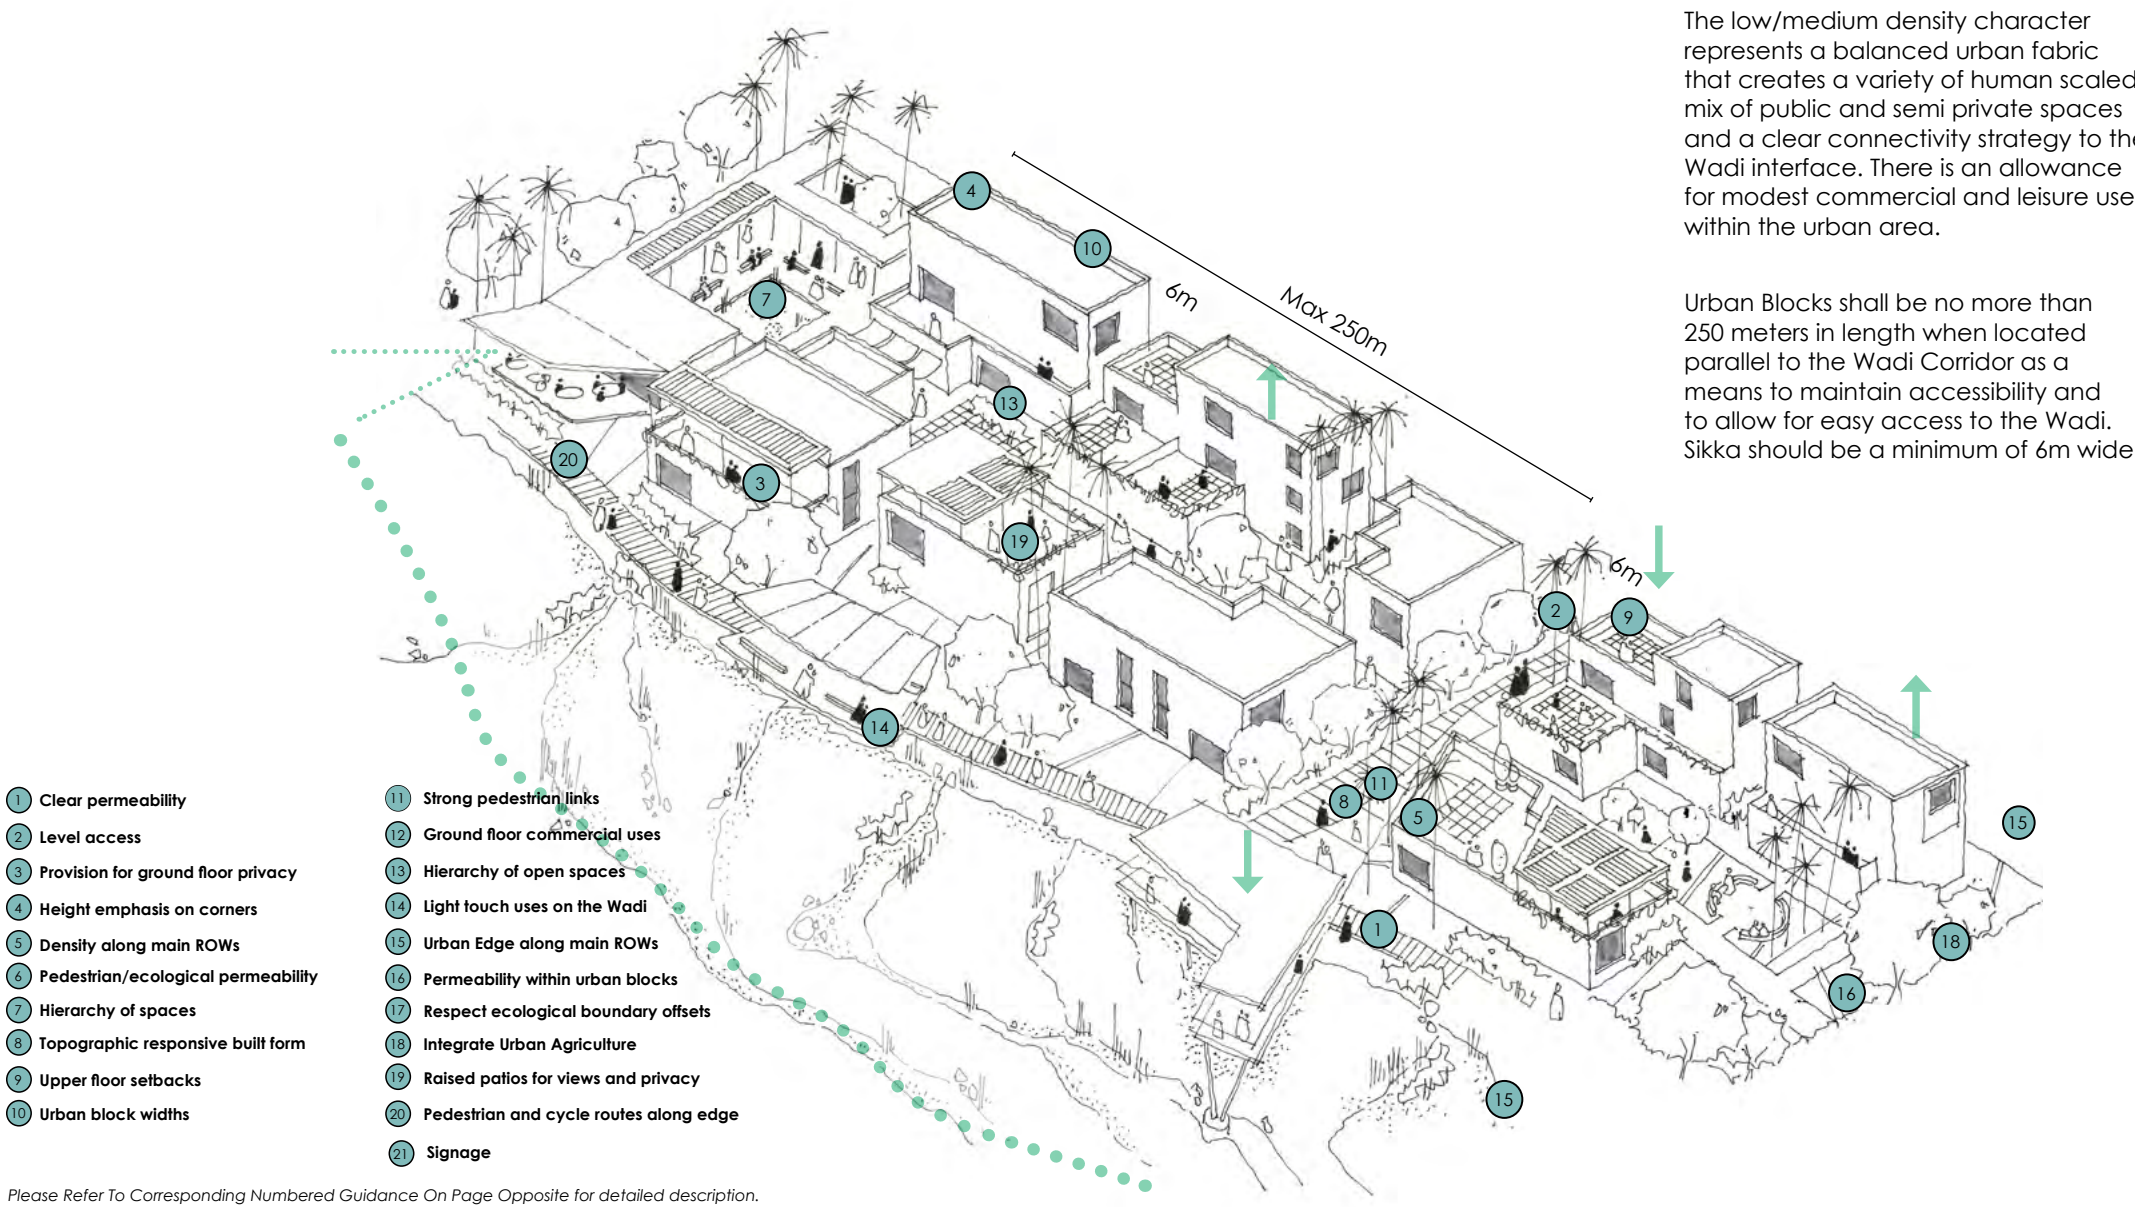 The low/medium density character
represents a balanced urban fabric
that creates a variety of human scaled
mix of public and semi private spaces
and a clear connectivity strategy to the
Wadi interface. There is an allowance
for modest commercial and leisure use
within the urban area.
Urban Blocks shall be no more than
250 meters in length when located
parallel to the Wadi Corridor as a
means to maintain accessibility and
to allow for easy access to the Wadi.
Sikka should be a minimum of 6m wide
4
10
6m
Max 250m
7
13
20
3
19
6m
2
9
14
11
8
5
15
1
18
16
15
1 Clear permeability
2 Level access
3 Provision for ground floor privacy
4 Height emphasis on corners
5 Density along main ROWs
6 Pedestrian/ecological permeability
7 Hierarchy of spaces
8 Topographic responsive built form
9 Upper floor setbacks
10 Urban block widths
11 Strong pedestrian links
12 Ground floor commercial uses
13 Hierarchy of open spaces
14 Light touch uses on the Wadi
15 Urban Edge along main ROWs
16 Permeability within urban blocks
17 Respect ecological boundary offsets
18 Integrate Urban Agriculture
19 Raised patios for views and privacy
20 Pedestrian and cycle routes along edge
21 Signage
Please Refer To Corresponding Numbered Guidance On Page Opposite for detailed description.